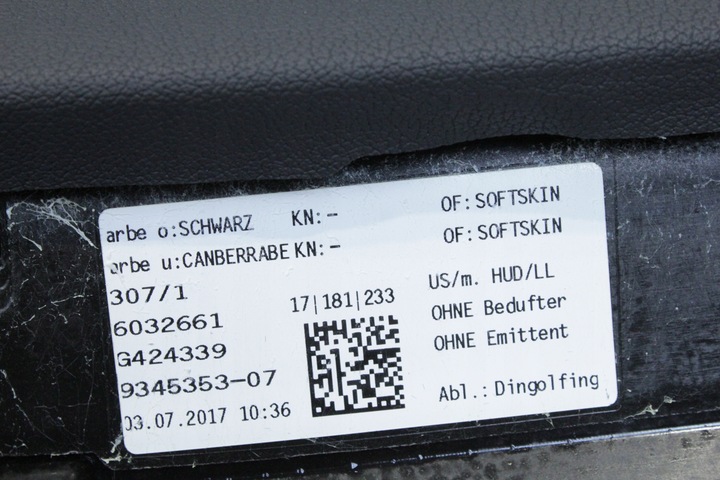 arbe o:SCHWARZ KN:- OF:SOFTSKIN
arbe u:CANBERRABE KN:- OF:SOFTSKIN
307/1 US/m. HUD/LL
17|181|233
6032661 OHNE Bedufter
G424339 OHNE Emittent
9345353-07 Abl.: Dingolfing
03.07.2017 10:36